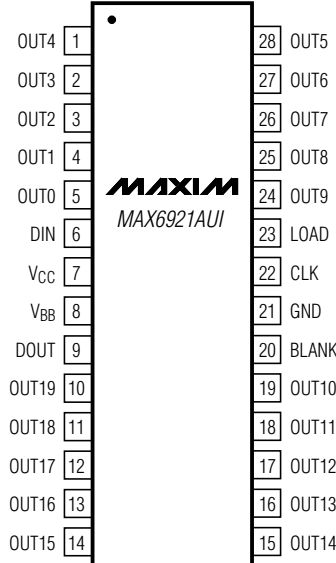 OUT4 1 28 OUT5
OUT3 2 27 OUT6
OUT2 3 26 OUT7
OUT1 4 25 OUT8
OUT0 5 MAXIM 24 OUT9
DIN 6 MAX6921AUI 23 LOAD
VCC 7 22 CLK
VBB 8 21 GND
DOUT 9 20 BLANK
OUT19 10 19 OUT10
OUT18 11 18 OUT11
OUT17 12 17 OUT12
OUT16 13 16 OUT13
OUT15 14 15 OUT14